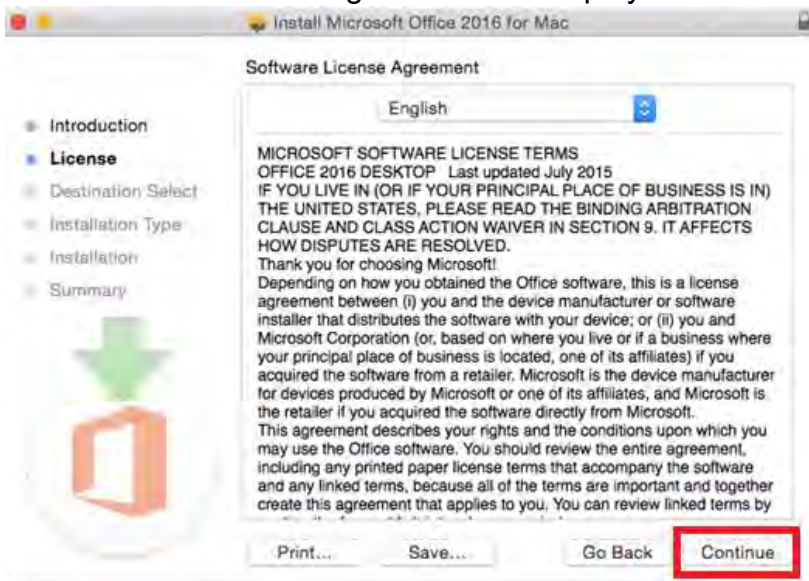 Install Microsoft Office 2016 for Mac
Software License Agreement
English
Introduction
License
Destination Select
Installation Type
Installation
Summary
MICROSOFT SOFTWARE LICENSE TERMS
OFFICE 2016 DESKTOP Last updated July 2015
IF YOU LIVE IN (OR IF YOUR PRINCIPAL PLACE OF BUSINESS IS IN)
THE UNITED STATES, PLEASE READ THE BINDING ARBITRATION
CLAUSE AND CLASS ACTION WAIVER IN SECTION 9. IT AFFECTS
HOW DISPUTES ARE RESOLVED.
Thank you for choosing Microsoft!
Depending on how you obtained the Office software, this is a license
agreement between (i) you and the device manufacturer or software
installer that distributes the software with your device; or (ii) you and
Microsoft Corporation (or, based on where you live or if a business where
your principal place of business is located, one of its affiliates) if you
acquired the software from a retailer. Microsoft is the device manufacturer
for devices produced by Microsoft or one of its affiliates, and Microsoft is
the retailer if you acquired the software directly from Microsoft.
This agreement describes your rights and the conditions upon which you
may use the Office software. You should review the entire agreement,
including any printed paper license terms that accompany the software
and any linked terms, because all of the terms are important and together
create this agreement that applies to you. You can review linked terms by
Print... Save... Go Back Continue